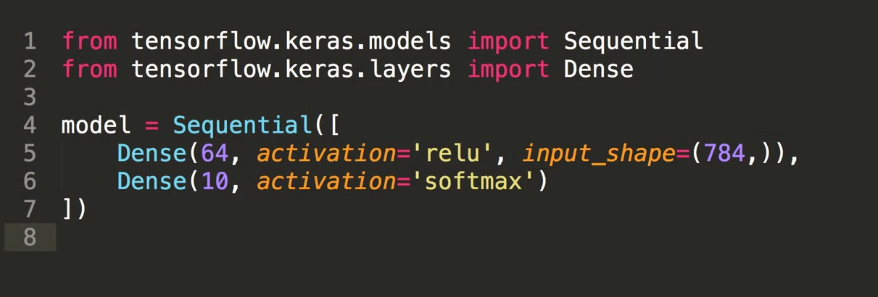 1 from tensorflow.keras.models import Sequential
2 from tensorflow.keras.layers import Dense
3
4 model = Sequential([
5     Dense(64, activation='relu', input_shape=(784,)),
6     Dense(10, activation='softmax')
7 ])
8